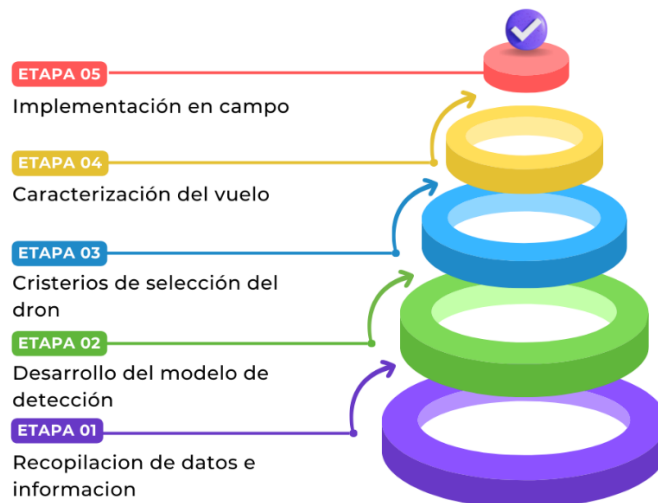 ETAPA 05
Implementación en campo
ETAPA 04
Caracterización del vuelo
ETAPA 03
Cristerios de selección del
dron
ETAPA 02
Desarrollo del modelo de
detección
ETAPA 01
Recopilacion de datos e
informacion